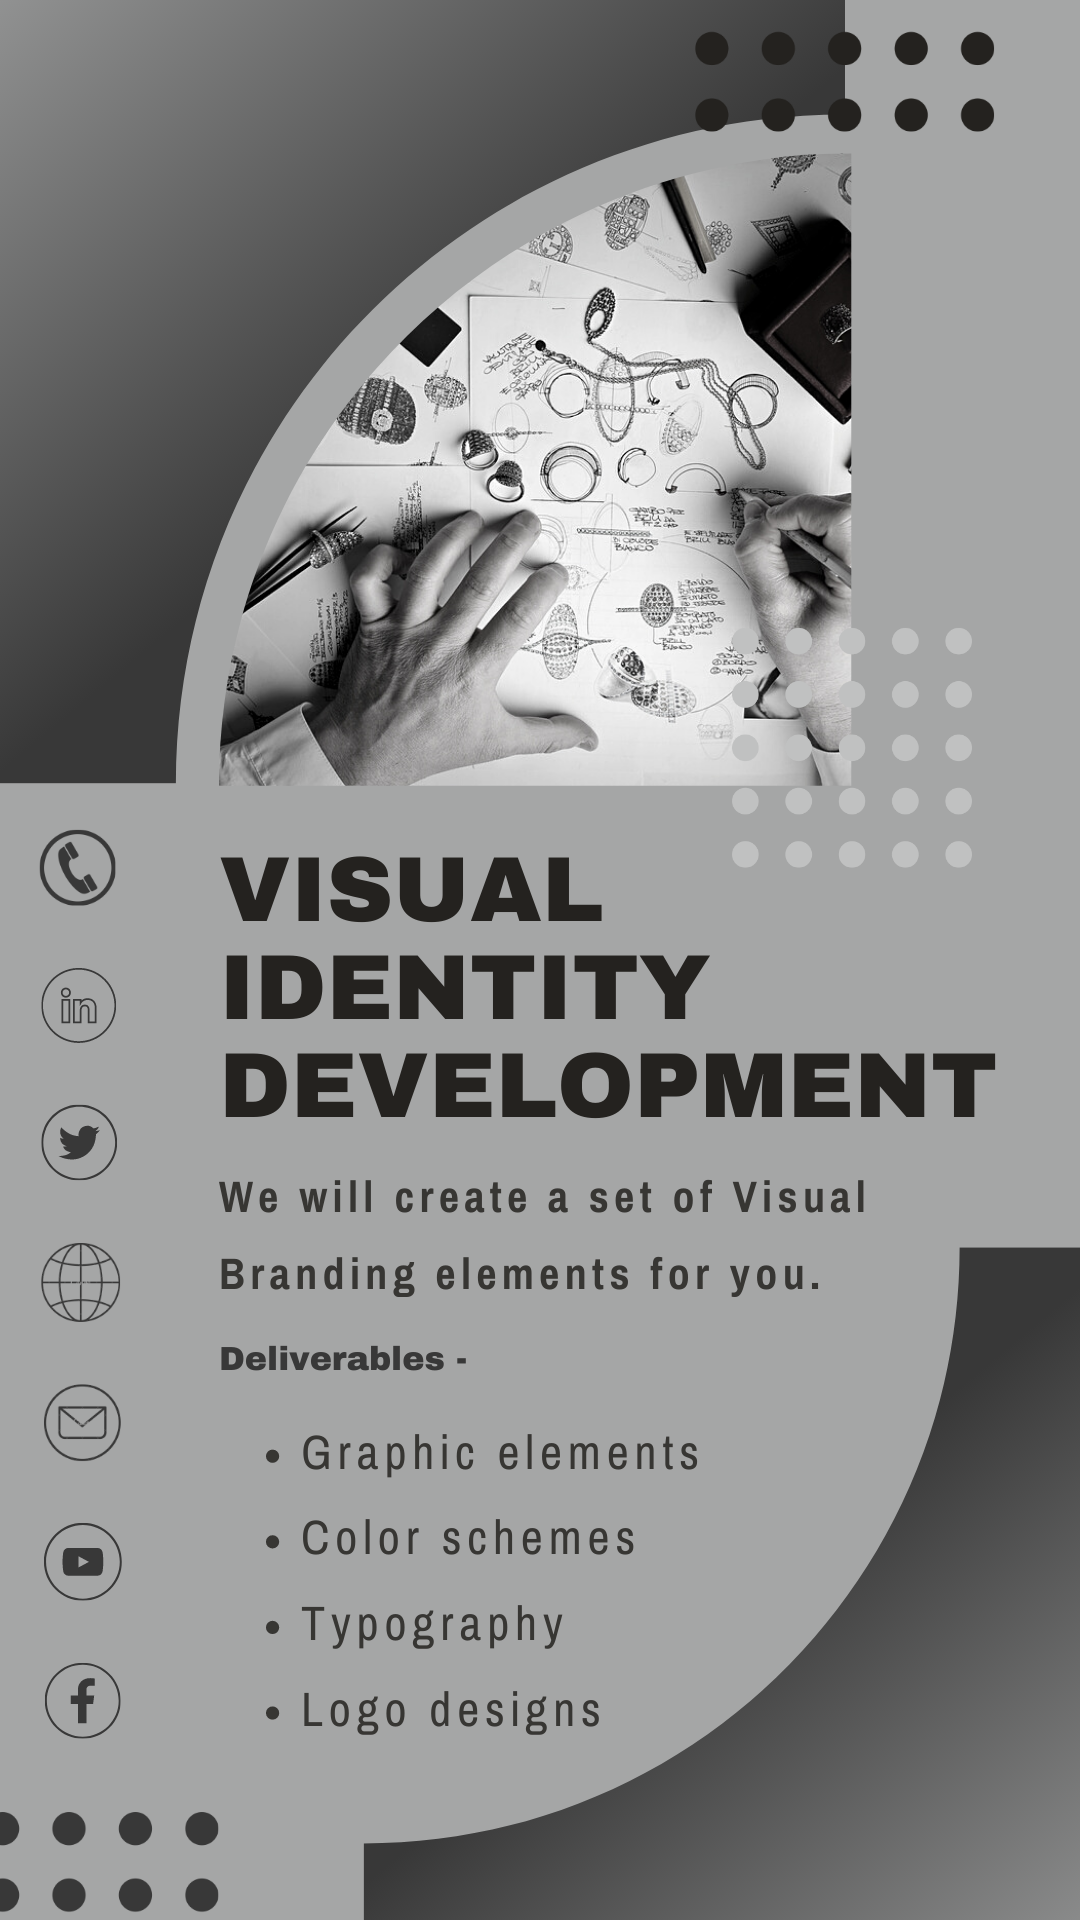 VISUAL
IDENTITY
DEVELOPMENT
We will create a set of Visual
Branding elements for you.
Deliverables -
• Graphic elements
• Color schemes
• Typography
• Logo designs
in
f